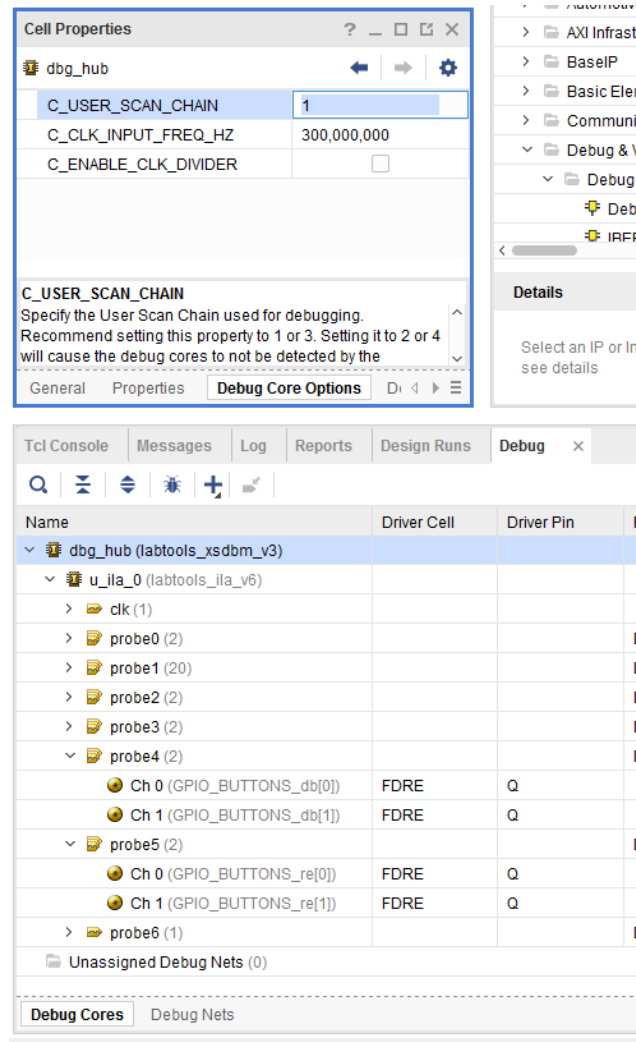 Cell Properties
dbg_hub
C_USER_SCAN_CHAIN 1
C_CLK_INPUT_FREQ_HZ 300,000,000
C_ENABLE_CLK_DIVIDER
C_USER_SCAN_CHAIN
Specify the User Scan Chain used for debugging.
Recommend setting this property to 1 or 3. Setting it to 2 or 4
will cause the debug cores to not be detected by the
General Properties Debug Core Options
AXI Infrast
BaseIP
Basic Eler
Communi
Debug & V
Debug
Deb
Details
Select an IP or In
see details
Tcl Console Messages Log Reports Design Runs Debug
Name Driver Cell Driver Pin
dbg_hub (labtools_xsdbm_v3)
u_ila_0 (labtools_ila_v6)
clk (1)
probe0 (2)
probe1 (20)
probe2 (2)
probe3 (2)
probe4 (2)
Ch 0 (GPIO_BUTTONS_db[0]) FDRE Q
Ch 1 (GPIO_BUTTONS_db[1]) FDRE Q
probe5 (2)
Ch 0 (GPIO_BUTTONS_re[0]) FDRE Q
Ch 1 (GPIO_BUTTONS_re[1]) FDRE Q
probe6 (1)
Unassigned Debug Nets (0)
Debug Cores Debug Nets